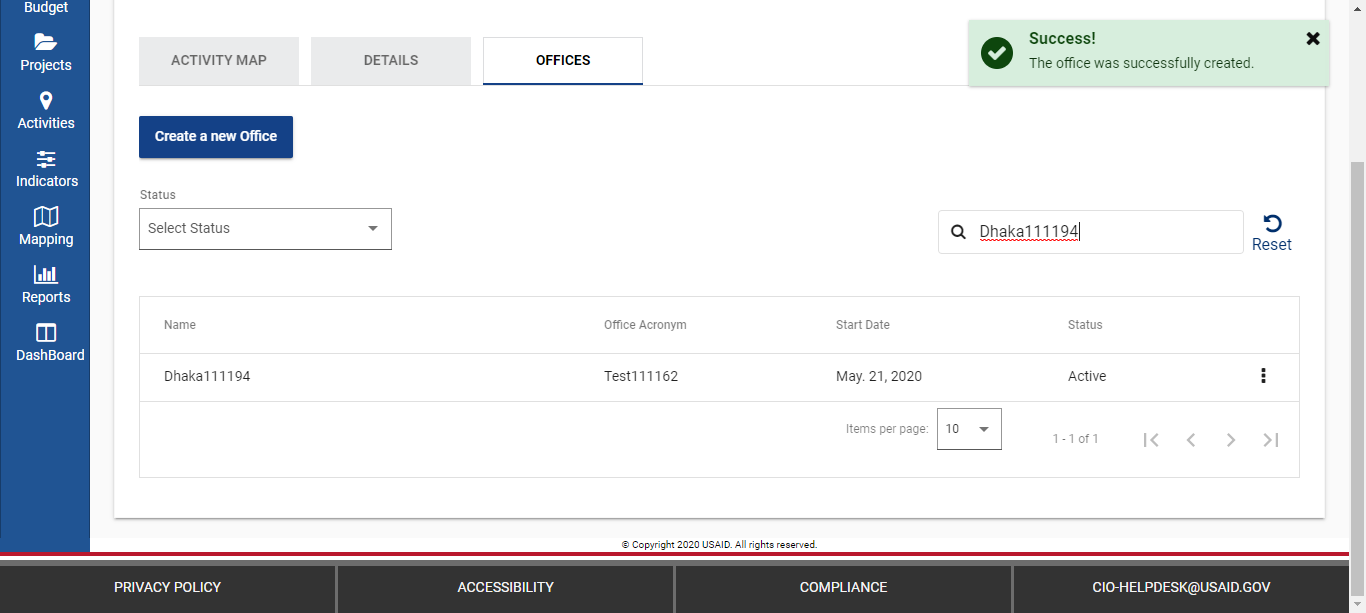 Budget
Projects
Activities
Indicators
Mapping
Reports
DashBoard
ACTIVITY MAP
DETAILS
OFFICES
Success!
The office was successfully created.
Create a new Office
Status
Select Status
Dhaka111194
Reset
Name Office Acronym Start Date Status
Dhaka111194 Test111162 May. 21, 2020 Active
Items per page: 10 1 - 1 of 1
© Copyright 2020 USAID. All rights reserved.
PRIVACY POLICY ACCESSIBILITY COMPLIANCE CIO-HELPDESK@USAID.GOV